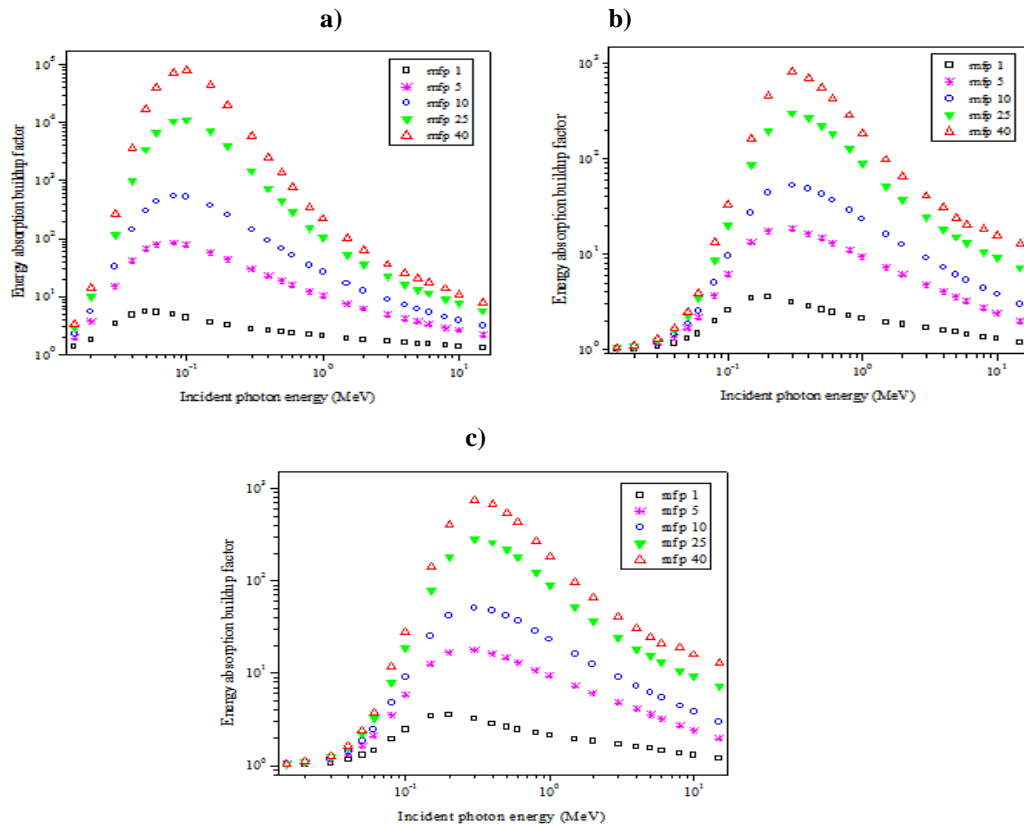 a)
b)
Energy absorption buildup factor
10⁵
10⁴
10³
10²
10¹
10⁰
mfp 1
mfp 5
mfp 10
mfp 25
mfp 40
10⁻¹
10⁰
10¹
Incident photon energy (MeV)
Energy absorption buildup factor
10³
10²
10¹
10⁰
mfp 1
mfp 5
mfp 10
mfp 25
mfp 40
10⁻¹
10⁰
10¹
Incident photon energy (MeV)
c)
Energy absorption buildup factor
10³
10²
10¹
10⁰
mfp 1
mfp 5
mfp 10
mfp 25
mfp 40
10⁻¹
10⁰
10¹
Incident photon energy (MeV)